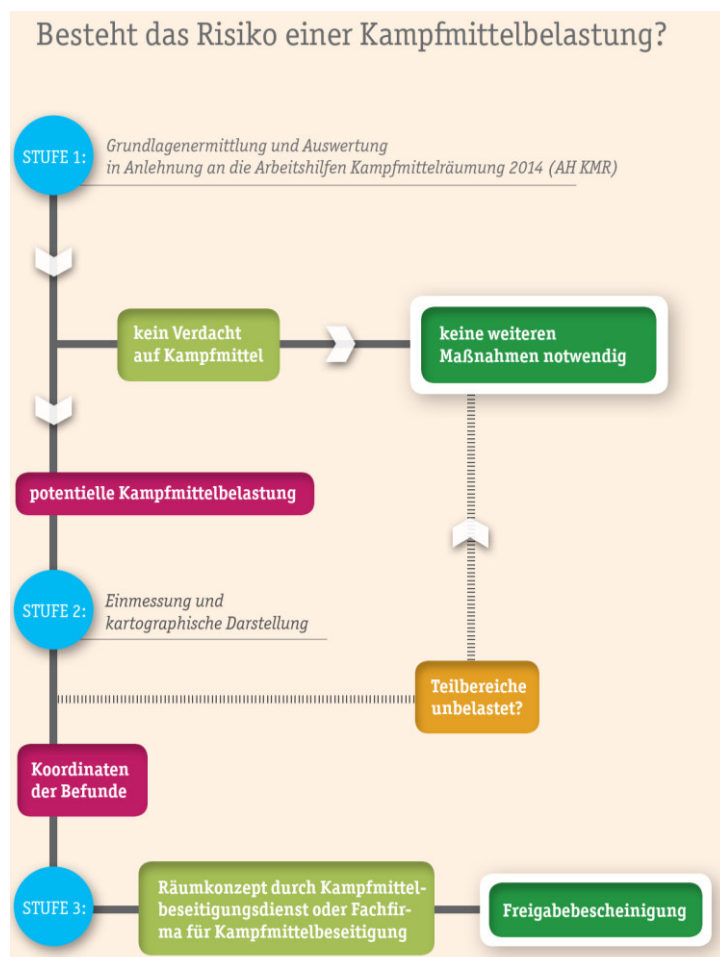 Besteht das Risiko einer Kampfmittelbelastung?
STUFE 1:
Grundlagenermittlung und Auswertung
in Anlehnung an die Arbeitshilfen Kampfmittelräumung 2014 (AH KMR)
kein Verdacht
auf Kampfmittel
keine weiteren
Maßnahmen notwendig
potentielle Kampfmittelbelastung
STUFE 2:
Einmessung und
kartographische Darstellung
Teilbereiche
unbelastet?
Koordinaten
der Befunde
STUFE 3:
Räumkonzept durch Kampfmittel-
beseitigungsdienst oder Fachfir-
ma für Kampfmittelbeseitigung
Freigabebescheinigung